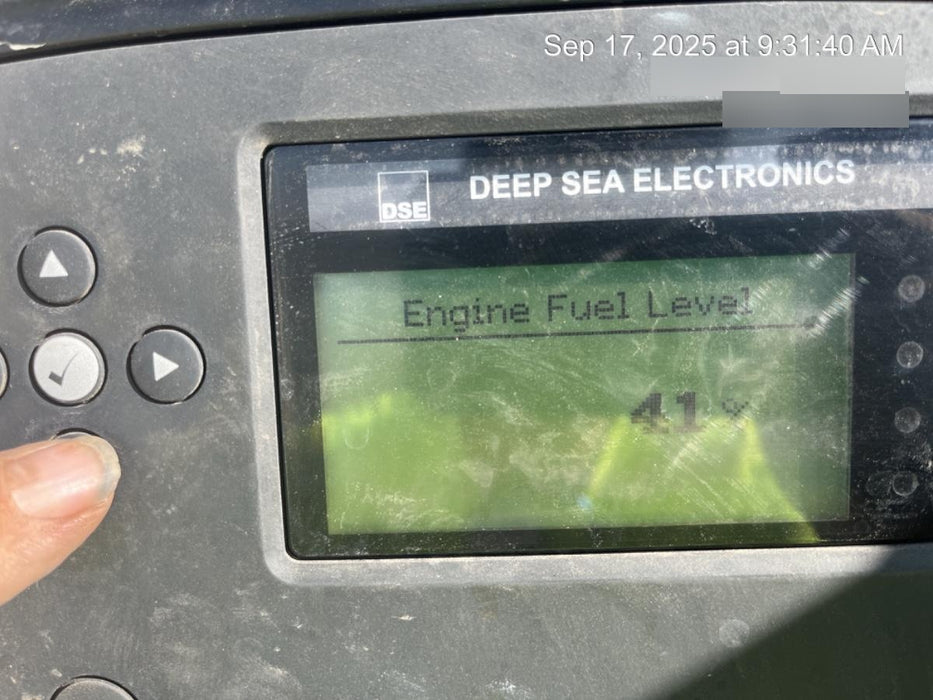 Sep 17, 2025 at 9:31:40 AM
DSE
DEEP SEA ELECTRONICS
Engine Fuel Level
41 %